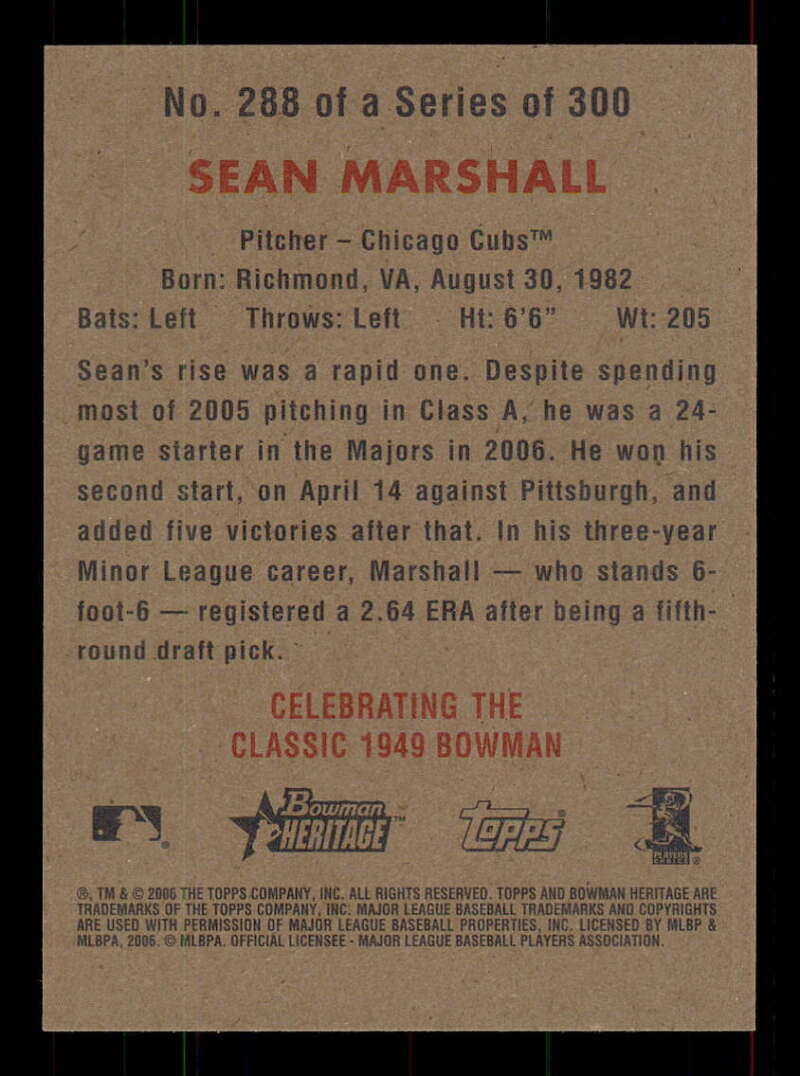 No. 288 of a Series of 300
SEAN MARSHALL
Pitcher – Chicago Cubs™
Born: Richmond, VA, August 30, 1982
Bats: Left Throws: Left Ht: 6'6" Wt: 205
Sean's rise was a rapid one. Despite spending
most of 2005 pitching in Class A, he was a 24-
game starter in the Majors in 2006. He won his
second start, on April 14 against Pittsburgh, and
added five victories after that. In his three-year
Minor League career, Marshall — who stands 6-
foot-6 — registered a 2.64 ERA after being a fifth-
round draft pick.
CELEBRATING THE
CLASSIC 1949 BOWMAN
Bowman HERITAGE™ Topps® PLAYERS CHOICE®
®, TM & © 2006 THE TOPPS COMPANY, INC. ALL RIGHTS RESERVED. TOPPS AND BOWMAN HERITAGE ARE
TRADEMARKS OF THE TOPPS COMPANY, INC. MAJOR LEAGUE BASEBALL TRADEMARKS AND COPYRIGHTS
ARE USED WITH PERMISSION OF MAJOR LEAGUE BASEBALL PROPERTIES, INC. LICENSED BY MLBP &
MLBPA, 2006. © MLBPA. OFFICIAL LICENSEE - MAJOR LEAGUE BASEBALL PLAYERS ASSOCIATION.